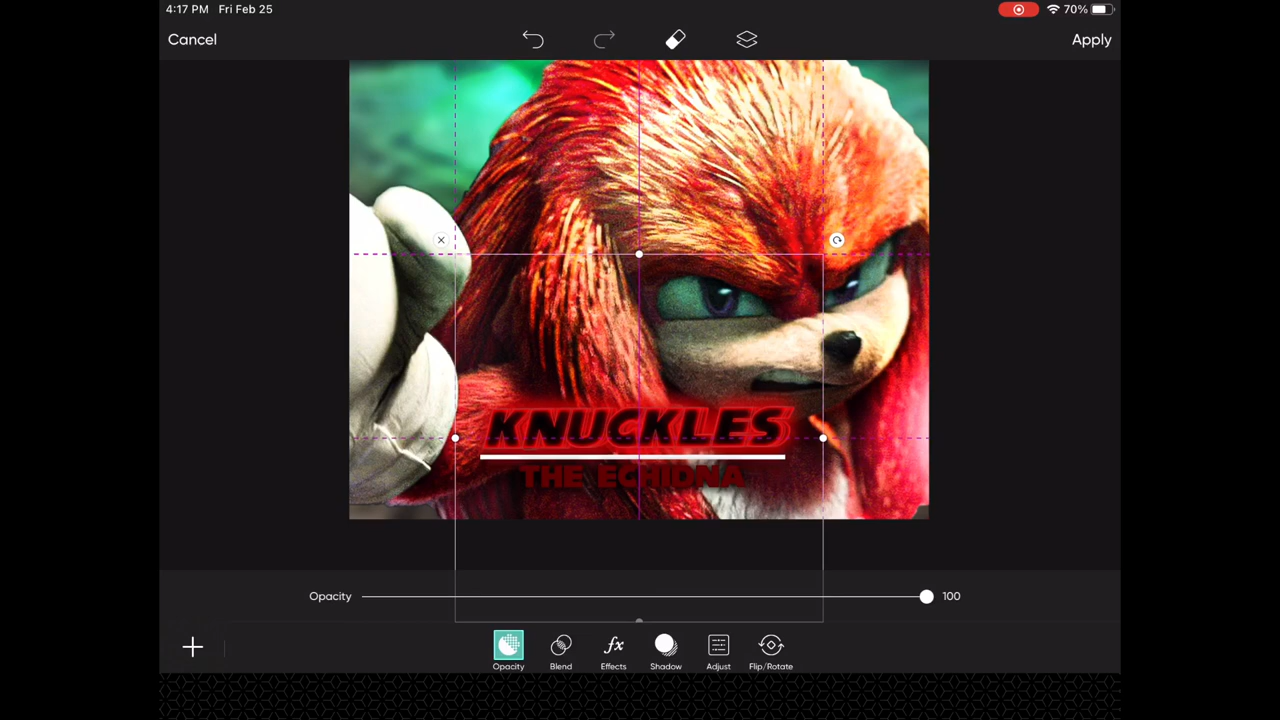 4:17 PM Fri Feb 25
70%
Cancel
Apply
KNUCKLES
THE ECHIDNA
Opacity
100
Opacity
Blend
Effects
Shadow
Adjust
Flip/Rotate